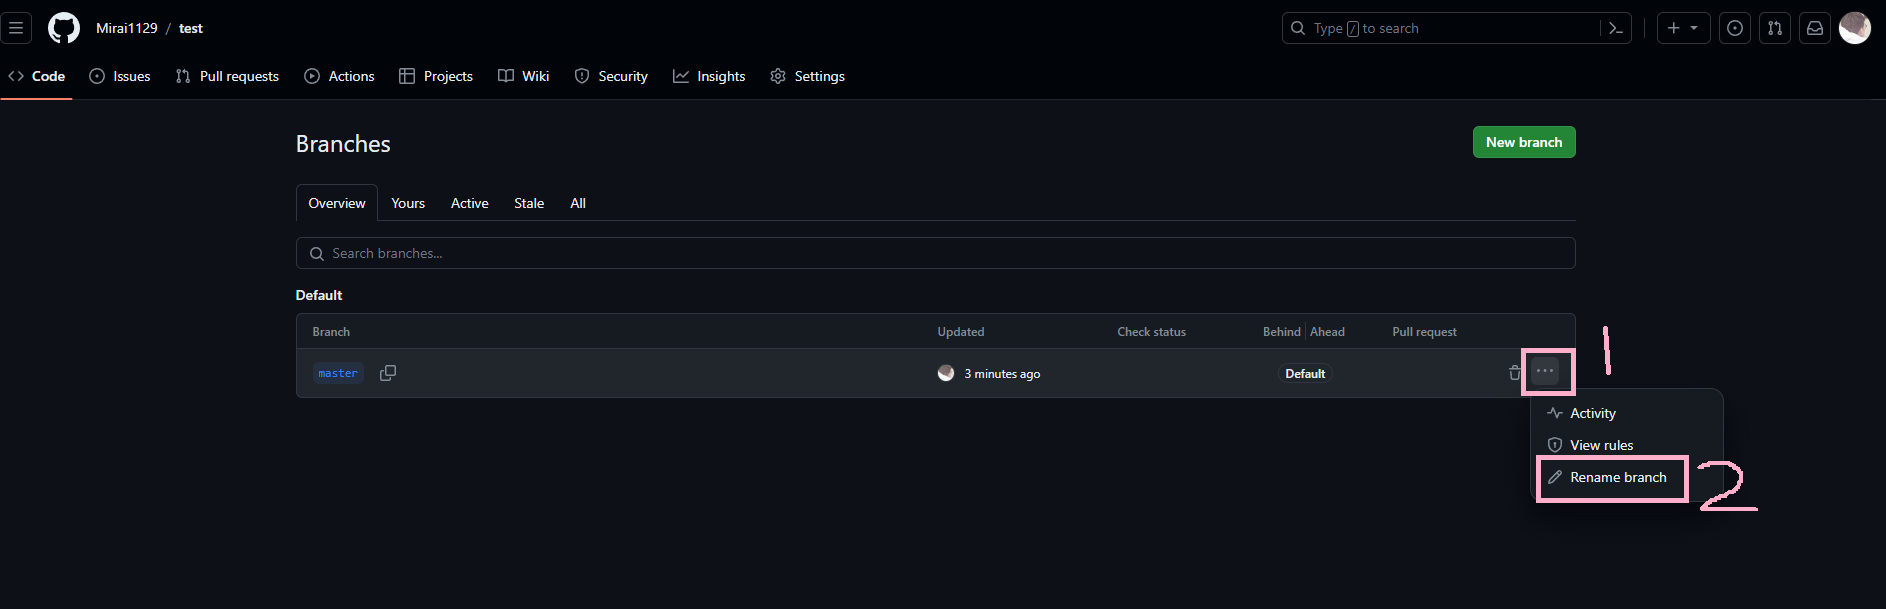 Mirai1129 / test
Type / to search
Code Issues Pull requests Actions Projects Wiki Security Insights Settings
Branches
New branch
Overview Yours Active Stale All
Search branches...
Default
Branch Updated Check status Behind Ahead Pull request
master 3 minutes ago Default ...
1
Activity
View rules
Rename branch
2